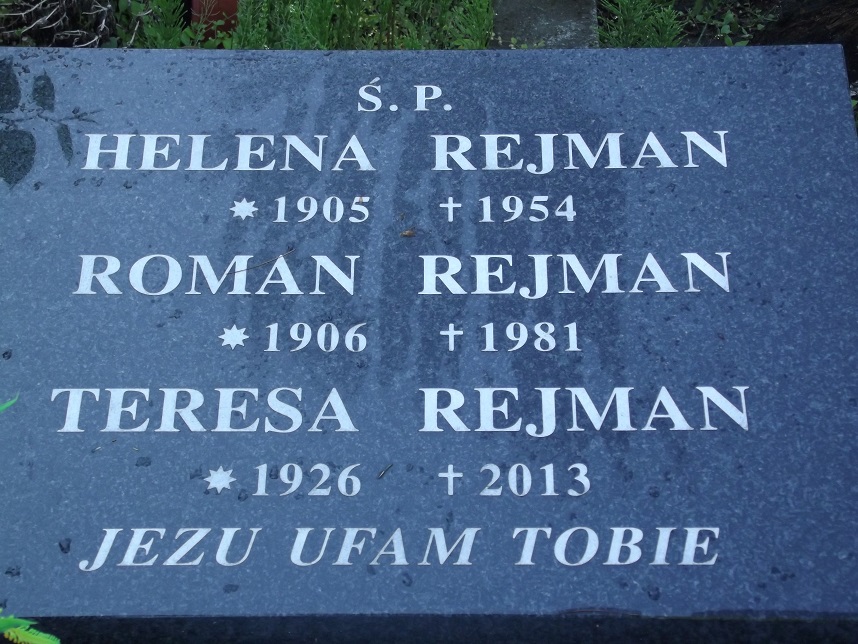 Ś. P.
HELENA REJMAN
✷ 1905 † 1954
ROMAN REJMAN
✷ 1906 † 1981
TERESA REJMAN
✷ 1926 † 2013
JEZU UFAM TOBIE